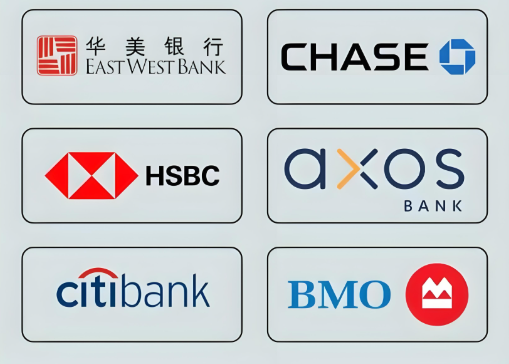 华美银行
EASTWESTBANK
CHASE
HSBC
axos
BANK
citibank
BMO